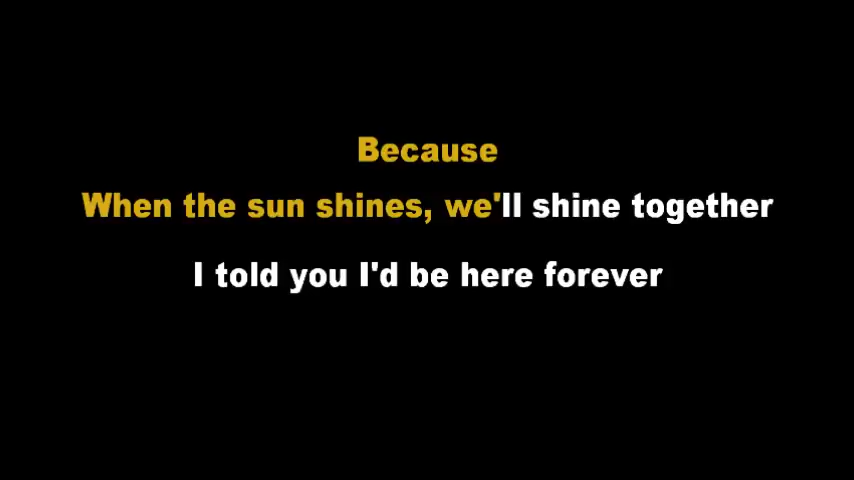 Because
When the sun shines, we'll shine together
I told you I'd be here forever